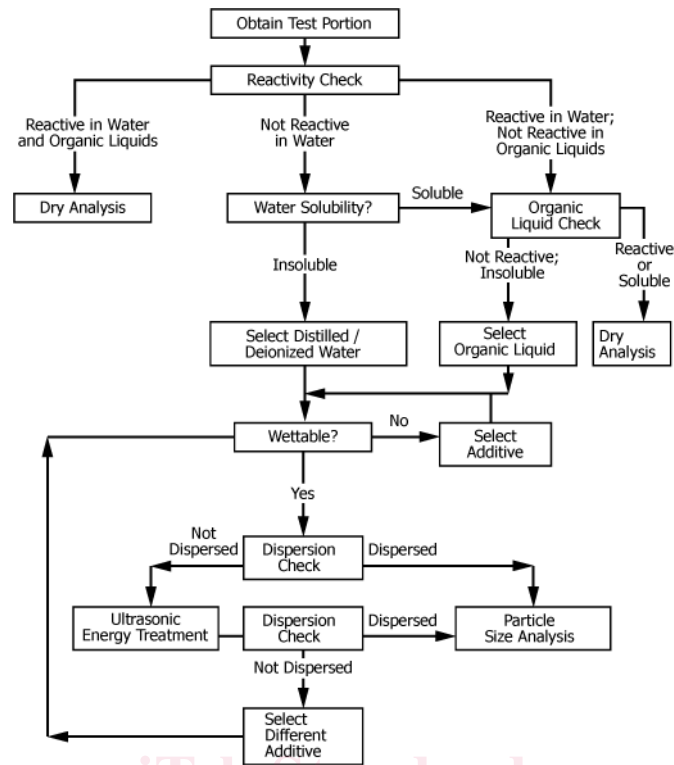 Obtain Test Portion
Reactivity Check
Reactive in Water
and Organic Liquids
Not Reactive
in Water
Reactive in Water;
Not Reactive in
Organic Liquids
Dry Analysis
Water Solubility?
Soluble
Organic
Liquid Check
Insoluble
Not Reactive;
Insoluble
Reactive
or
Soluble
Select Distilled /
Deionized Water
Select
Organic Liquid
Dry
Analysis
Wettable?
No
Select
Additive
Yes
Not
Dispersed
Dispersion
Check
Dispersed
Ultrasonic
Energy Treatment
Dispersion
Check
Dispersed
Particle
Size Analysis
Not Dispersed
Select
Different
Additive